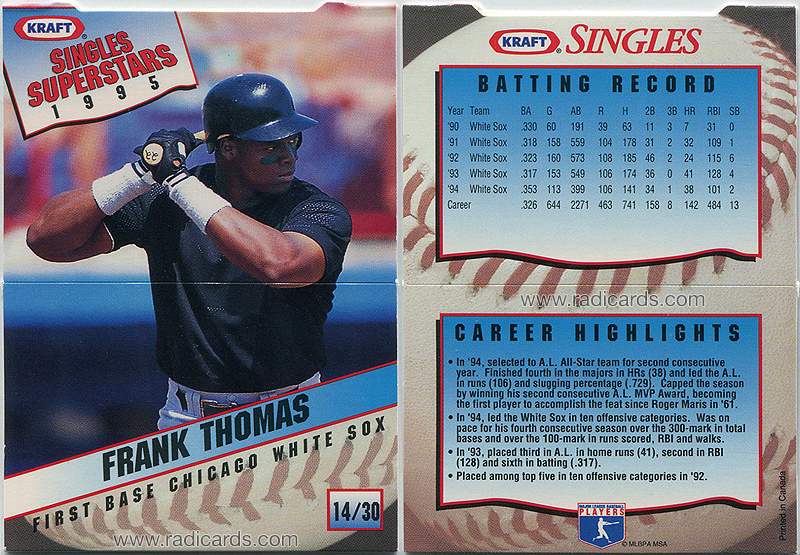 KRAFT®
SINGLES
SUPERSTARS
1995
FRANK THOMAS
FIRST BASE CHICAGO WHITE SOX
14/30
www.radicards.com
KRAFT® SINGLES
BATTING RECORD
Year Team BA G AB R H 2B 3B HR RBI SB
'90 White Sox .330 60 191 39 63 11 3 7 31 0
'91 White Sox .318 158 559 104 178 31 2 32 109 1
'92 White Sox .323 160 573 108 185 46 2 24 115 6
'93 White Sox .317 153 549 106 174 36 0 41 128 4
'94 White Sox .353 113 399 106 141 34 1 38 101 2
Career .326 644 2271 463 741 158 8 142 484 13
www.radicards.com
CAREER HIGHLIGHTS
• In '94, selected to A.L. All-Star team for second consecutive
year. Finished fourth in the majors in HRs (38) and led the A.L.
in runs (106) and slugging percentage (.729). Capped the season
by winning his second consecutive A.L. MVP Award, becoming
the first player to accomplish the feat since Roger Maris in '61.
• In '94, led the White Sox in ten offensive categories. Was on
pace for his fourth consecutive season over the 300-mark in total
bases and over the 100-mark in runs scored, RBI and walks.
• In '93, placed third in A.L. in home runs (41), second in RBI
(128) and sixth in batting (.317).
• Placed among top five in ten offensive categories in '92.
MAJOR LEAGUE BASEBALL
PLAYERS
© MLBPA MSA
Printed in Canada